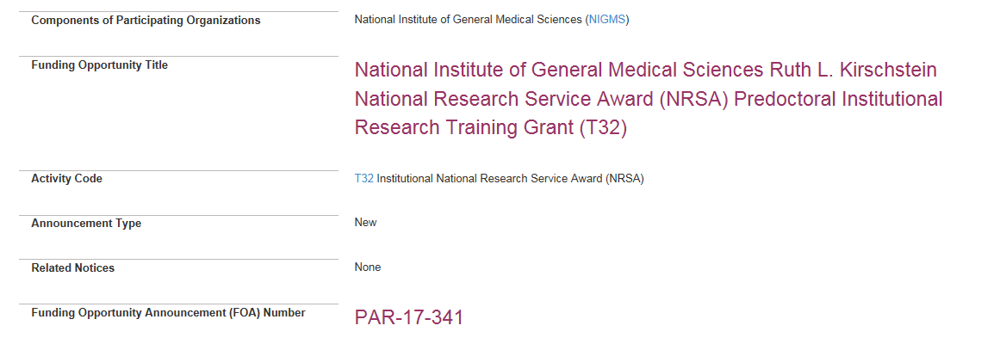 Components of Participating Organizations
National Institute of General Medical Sciences (NIGMS)
Funding Opportunity Title
National Institute of General Medical Sciences Ruth L. Kirschstein
National Research Service Award (NRSA) Predoctoral Institutional
Research Training Grant (T32)
Activity Code
T32 Institutional National Research Service Award (NRSA)
Announcement Type
New
Related Notices
None
Funding Opportunity Announcement (FOA) Number
PAR-17-341